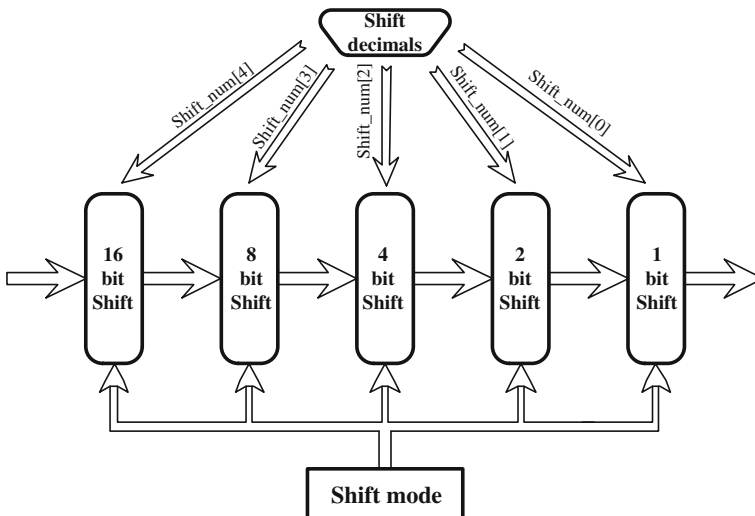 Shift
decimals
Shift_num[4]
Shift_num[3]
Shift_num[2]
Shift_num[1]
Shift_num[0]
16
bit
Shift
8
bit
Shift
4
bit
Shift
2
bit
Shift
1
bit
Shift
Shift mode